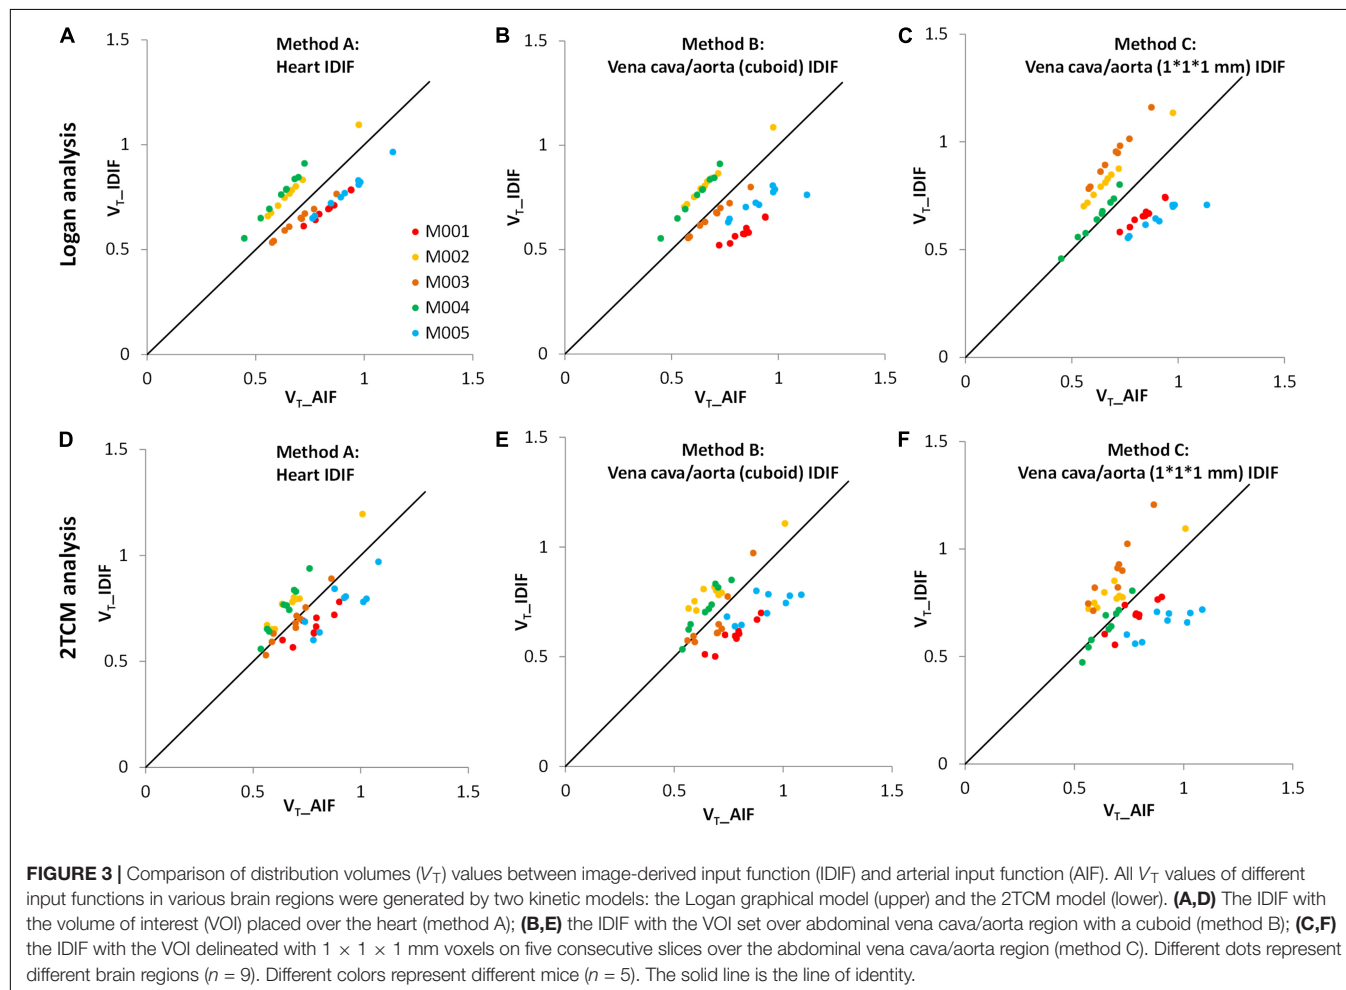 A
Method A:
Heart IDIF
1.5
1
0.5
0
V_T_IDIF
0
0.5
1
1.5
V_T_AIF
M001
M002
M003
M004
M005
B
Method B:
Vena cava/aorta (cuboid) IDIF
1.5
1
0.5
0
V_T_IDIF
0
0.5
1
1.5
V_T_AIF
C
Method C:
Vena cava/aorta (1*1*1 mm) IDIF
1.5
1
0.5
0
V_T_IDIF
0
0.5
1
1.5
V_T_AIF
Logan analysis
D
Method A:
Heart IDIF
1.5
1
0.5
0
V_T_IDIF
0
0.5
1
1.5
V_T_AIF
E
Method B:
Vena cava/aorta (cuboid) IDIF
1.5
1
0.5
0
V_T_IDIF
0
0.5
1
1.5
V_T_AIF
F
Method C:
Vena cava/aorta (1*1*1 mm) IDIF
1.5
1
0.5
0
V_T_IDIF
0
0.5
1
1.5
V_T_AIF
2TCM analysis
FIGURE 3 | Comparison of distribution volumes (V_T) values between image-derived input function (IDIF) and arterial input function (AIF). All V_T values of different
input functions in various brain regions were generated by two kinetic models: the Logan graphical model (upper) and the 2TCM model (lower). (A,D) The IDIF with
the volume of interest (VOI) placed over the heart (method A); (B,E) the IDIF with the VOI set over abdominal vena cava/aorta region with a cuboid (method B); (C,F)
the IDIF with the VOI delineated with 1 × 1 × 1 mm voxels on five consecutive slices over the abdominal vena cava/aorta region (method C). Different dots represent
different brain regions (n = 9). Different colors represent different mice (n = 5). The solid line is the line of identity.